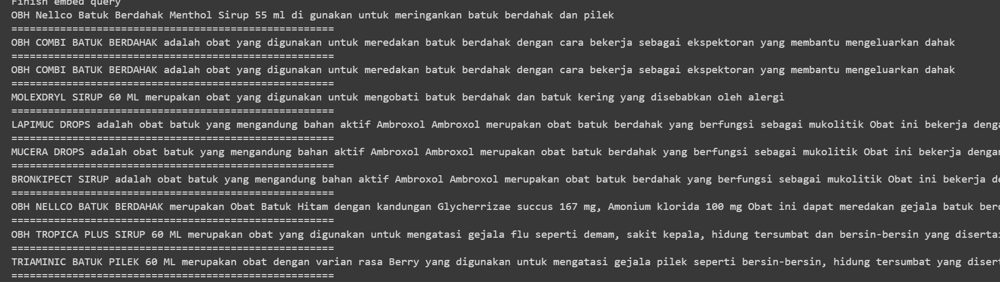 Finish embed query
OBH Nellco Batuk Berdahak Menthol Sirup 55 ml di gunakan untuk meringankan batuk berdahak dan pilek
=====================================================
OBH COMBI BATUK BERDAHAK adalah obat yang digunakan untuk meredakan batuk berdahak dengan cara bekerja sebagai ekspektoran yang membantu mengeluarkan dahak
=====================================================
OBH COMBI BATUK BERDAHAK adalah obat yang digunakan untuk meredakan batuk berdahak dengan cara bekerja sebagai ekspektoran yang membantu mengeluarkan dahak
=====================================================
MOLEXDRYL SIRUP 60 ML merupakan obat yang digunakan untuk mengobati batuk berdahak dan batuk kering yang disebabkan oleh alergi
=====================================================
LAPIMUC DROPS adalah obat batuk yang mengandung bahan aktif Ambroxol Ambroxol merupakan obat batuk berdahak yang berfungsi sebagai mukolitik Obat ini bekerja denga
=====================================================
MUCERA DROPS adalah obat batuk yang mengandung bahan aktif Ambroxol Ambroxol merupakan obat batuk berdahak yang berfungsi sebagai mukolitik Obat ini bekerja dengan
=====================================================
BRONKIPECT SIRUP adalah obat batuk yang mengandung bahan aktif Ambroxol Ambroxol merupakan obat batuk berdahak yang berfungsi sebagai mukolitik Obat ini bekerja de
=====================================================
OBH NELLCO BATUK BERDAHAK merupakan Obat Batuk Hitam dengan kandungan Glycherrizae succus 167 mg, Amonium klorida 100 mg Obat ini dapat meredakan gejala batuk berd
=====================================================
OBH TROPICA PLUS SIRUP 60 ML merupakan obat yang digunakan untuk mengatasi gejala flu seperti demam, sakit kepala, hidung tersumbat dan bersin-bersin yang disertai
=====================================================
TRIAMINIC BATUK PILEK 60 ML merupakan obat dengan varian rasa Berry yang digunakan untuk mengatasi gejala pilek seperti bersin-bersin, hidung tersumbat yang disert
=====================================================